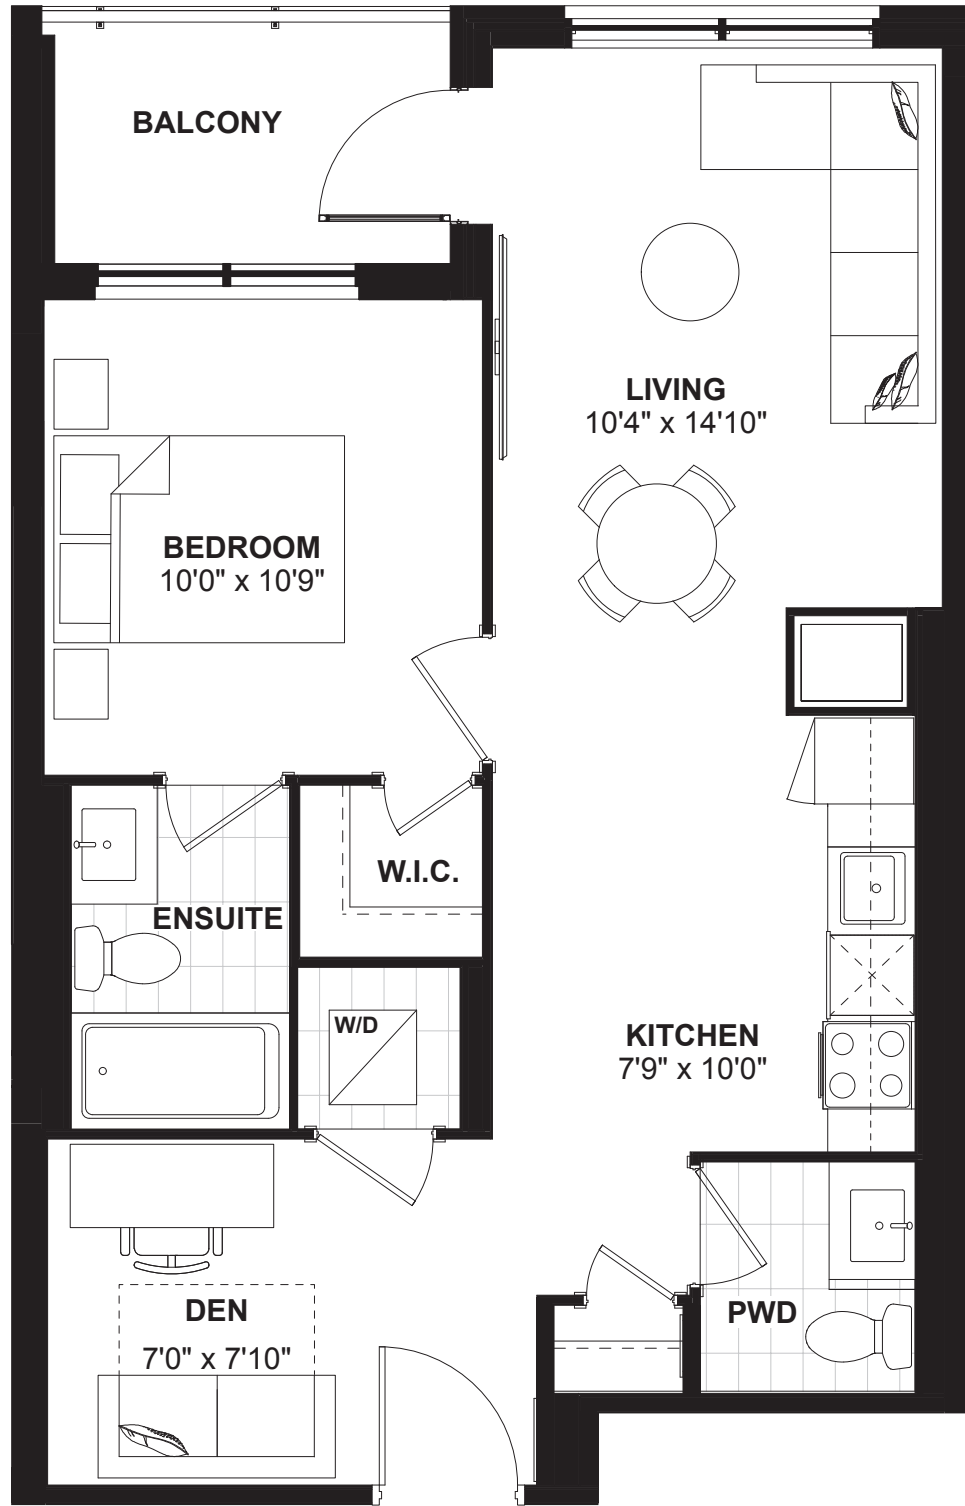 BALCONY
LIVING
10'4" x 14'10"
BEDROOM
10'0" x 10'9"
W.I.C.
ENSUITE
W/D
KITCHEN
7'9" x 10'0"
DEN
7'0" x 7'10"
PWD